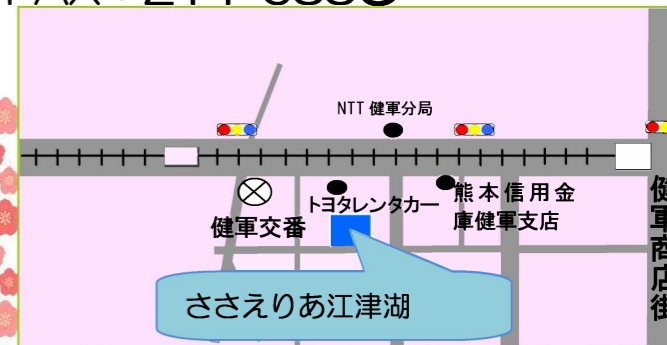 NTT 健軍分局
トヨタレンタカー
熊本信用金
庫健軍支店
健軍交番
健軍商店街
ささえりあ江津湖